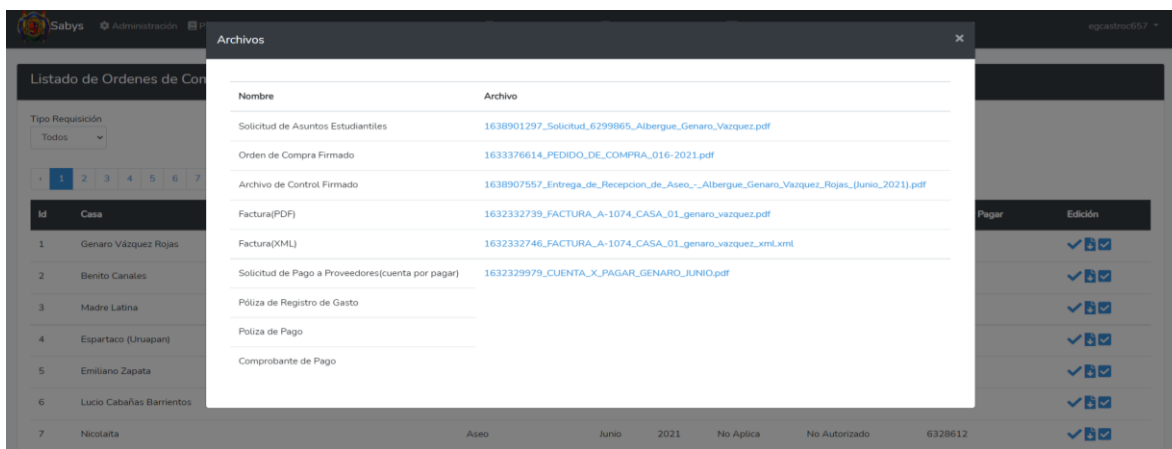 Sabys Administración egcastroc657
Archivos ×
Listado de Ordenes de Con
Nombre Archivo
Tipo Requisición
Todos
Solicitud de Asuntos Estudiantiles 1638901297_Solicitud_6299865_Albergue_Genaro_Vazquez.pdf
Orden de Compra Firmado 1633376614_PEDIDO_DE_COMPRA_016-2021.pdf
‹ 1 2 3 4 5 6 7
Archivo de Control Firmado 1638907557_Entrega_de_Recepcion_de_Aseo_-_Albergue_Genaro_Vazquez_Rojas_(Junio_2021).pdf
Id Casa Pagar Edición
Factura(PDF) 1632332739_FACTURA_A-1074_CASA_01_genaro_vazquez.pdf
1 Genaro Vázquez Rojas
Factura(XML) 1632332746_FACTURA_A-1074_CASA_01_genaro_vazquez_xml.xml
2 Benito Canales
Solicitud de Pago a Proveedores(cuenta por pagar) 1632329979_CUENTA_X_PAGAR_GENARO_JUNIO.pdf
3 Madre Latina
Póliza de Registro de Gasto
4 Espartaco (Uruapan)
Poliza de Pago
5 Emiliano Zapata
Comprobante de Pago
6 Lucio Cabañas Barrientos
7 Nicolaita Aseo Junio 2021 No Aplica No Autorizado 6328612